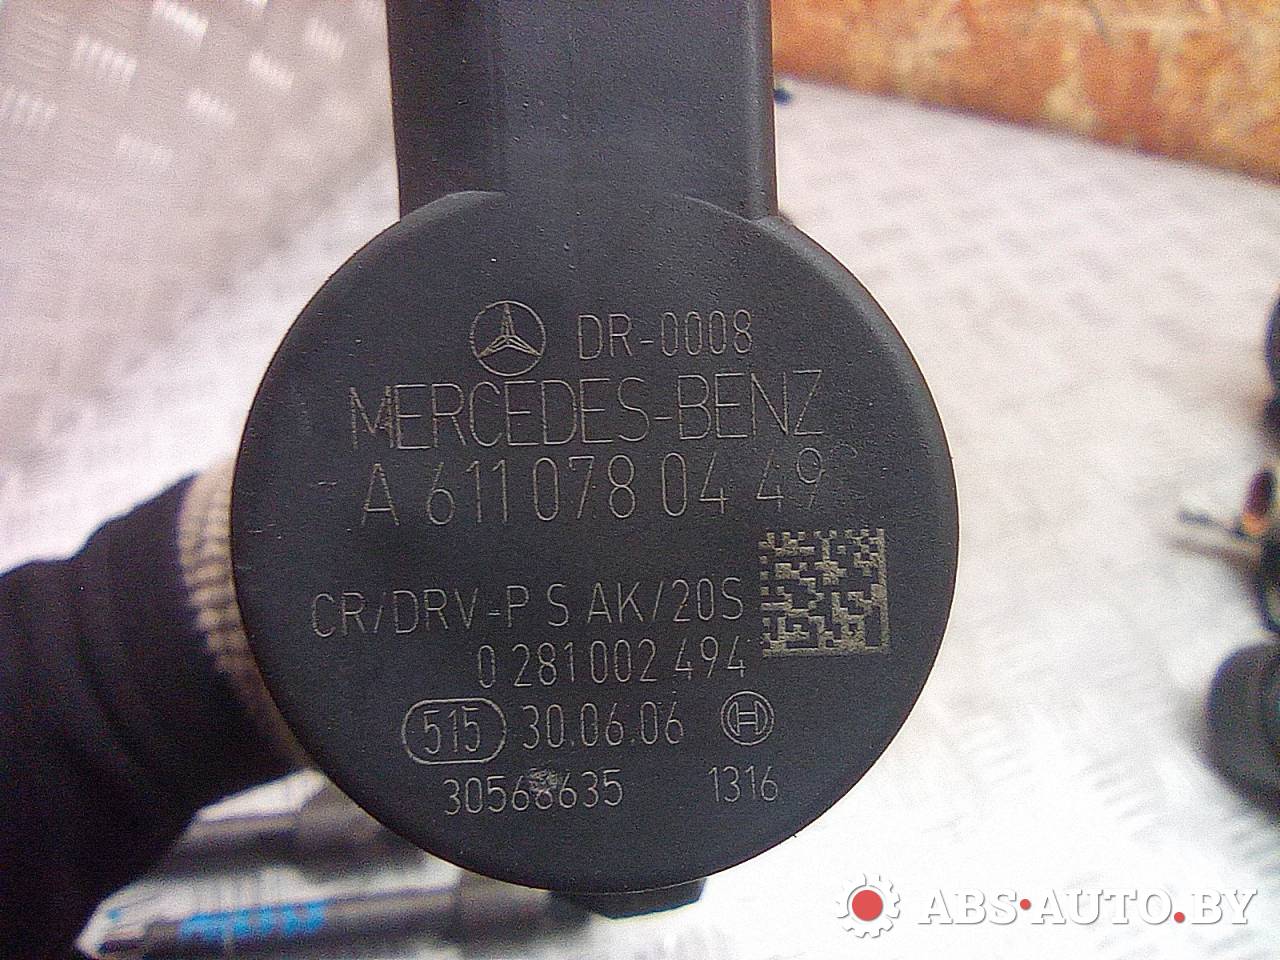 DR-0008
MERCEDES-BENZ
A 611 078 04 49
CR/DRV-P S AK/20S
0 281 002 494
515 30.06.06
30568635 1316
ABS•AUTO.BY